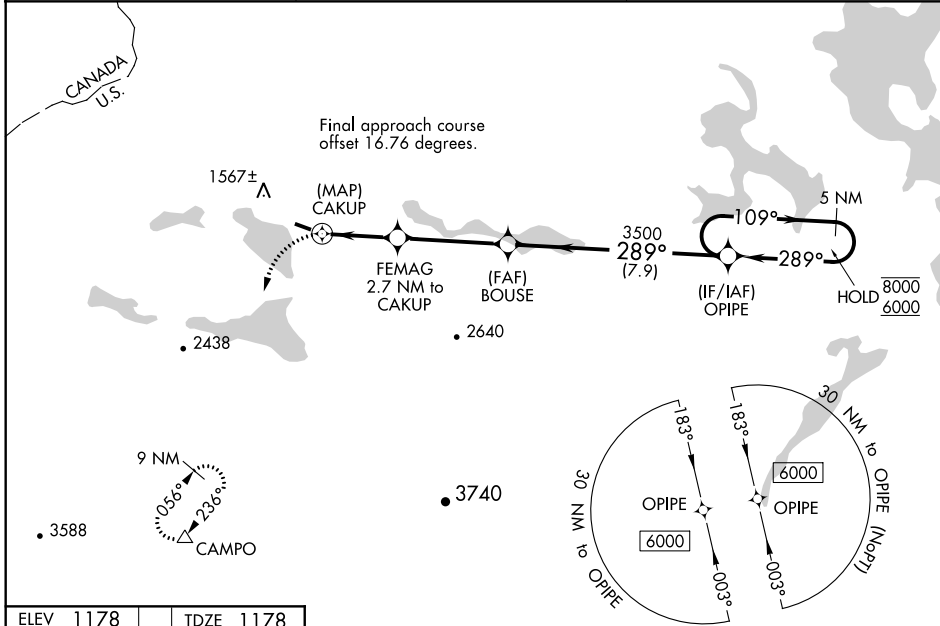 CANADA
U.S.
Final approach course
offset 16.76 degrees.
1567±
(MAP)
CAKUP
FEMAG
2.7 NM to
CAKUP
(FAF)
BOUSE
3500
289°
(7.9)
(IF/IAF)
OPIPE
109°
5 NM
289°
HOLD
8000
6000
2438
2640
9 NM
056°
236°
CAMPO
3588
3740
30 NM to OPIPE
183°
OPIPE
6000
003°
30 NM to OPIPE (NoPT)
183°
6000
OPIPE
003°
ELEV 1178
TDZE 1178